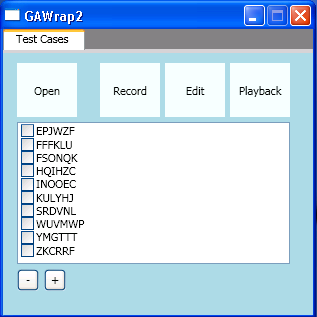 GAWrap2
Test Cases
Open Record Edit Playback
EPJWZF
FFFKLU
FSONQK
HQIHZC
INOOEC
KULYHJ
SRDVNL
WUVMWP
YMGTTT
ZKCRRF
- +